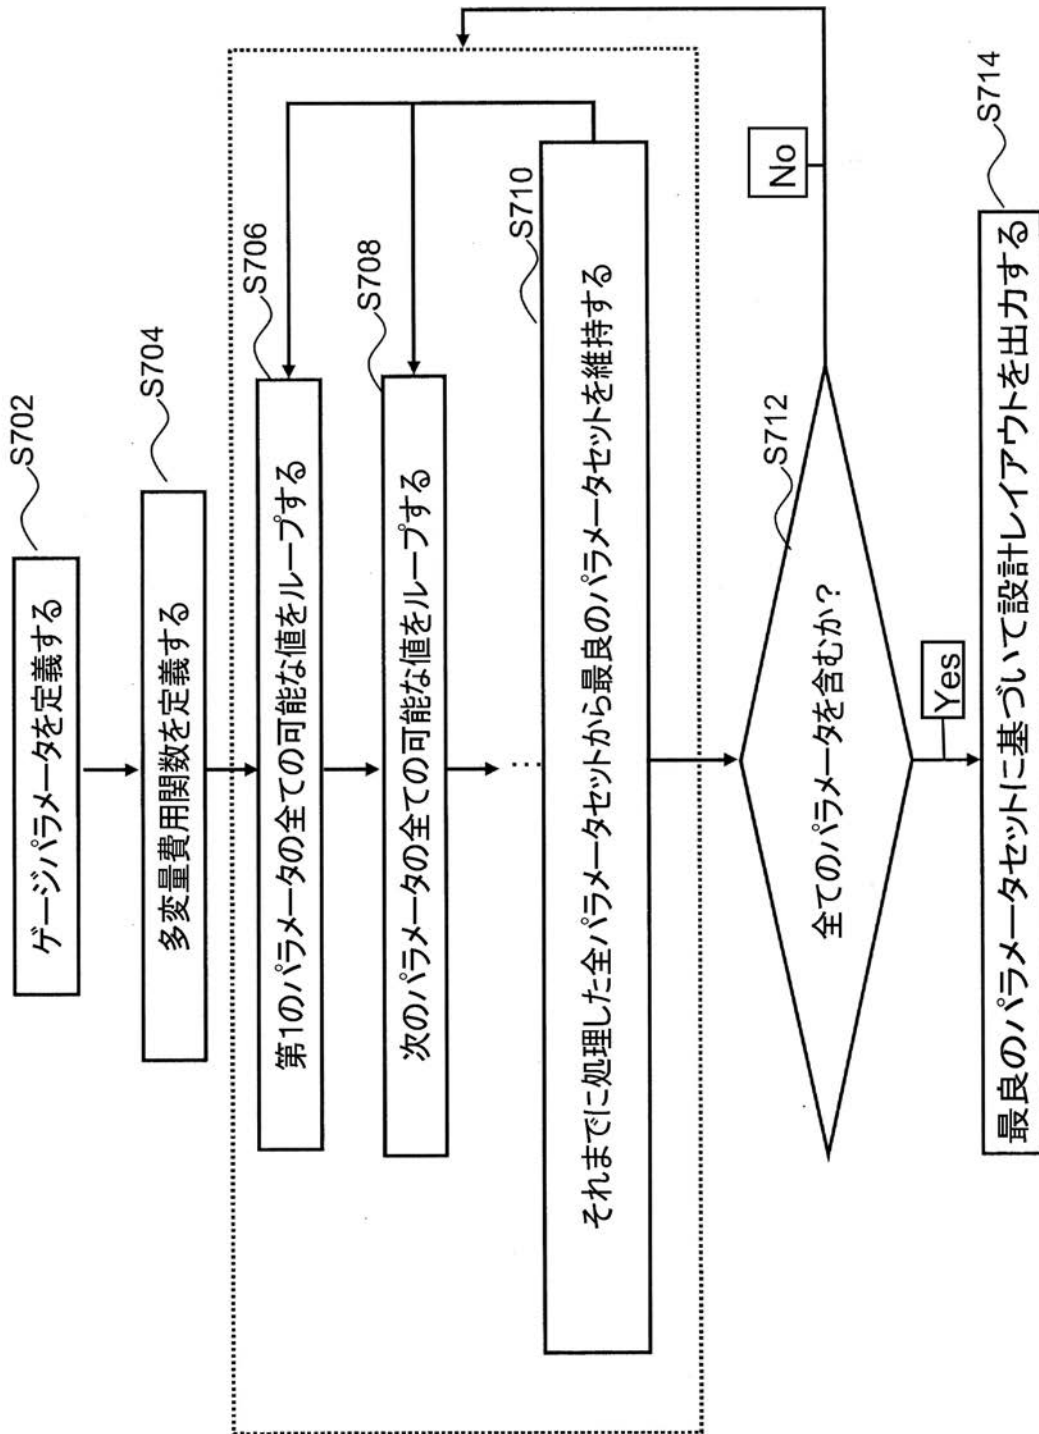 S702
ゲージパラメータを定義する
S704
多変量費用関数を定義する
S706
第1のパラメータの全ての可能な値をループする
S708
次のパラメータの全ての可能な値をループする
S710
それまでに処理した全パラメータセットから最良のパラメータセットを維持する
S712
全てのパラメータを含むか?
No
Yes
S714
最良のパラメータセットに基づいて設計レイアウトを出力する